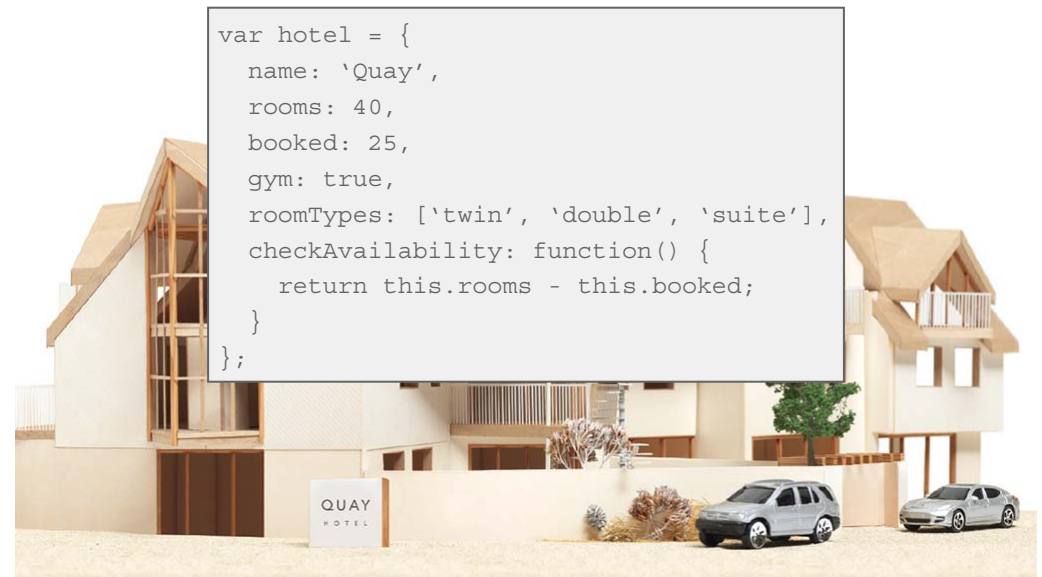 var hotel = {
  name: ‘Quay’,
  rooms: 40,
  booked: 25,
  gym: true,
  roomTypes: [‘twin’, ‘double’, ‘suite’],
  checkAvailability: function() {
    return this.rooms - this.booked;
  }
};
QUAY
HOTEL